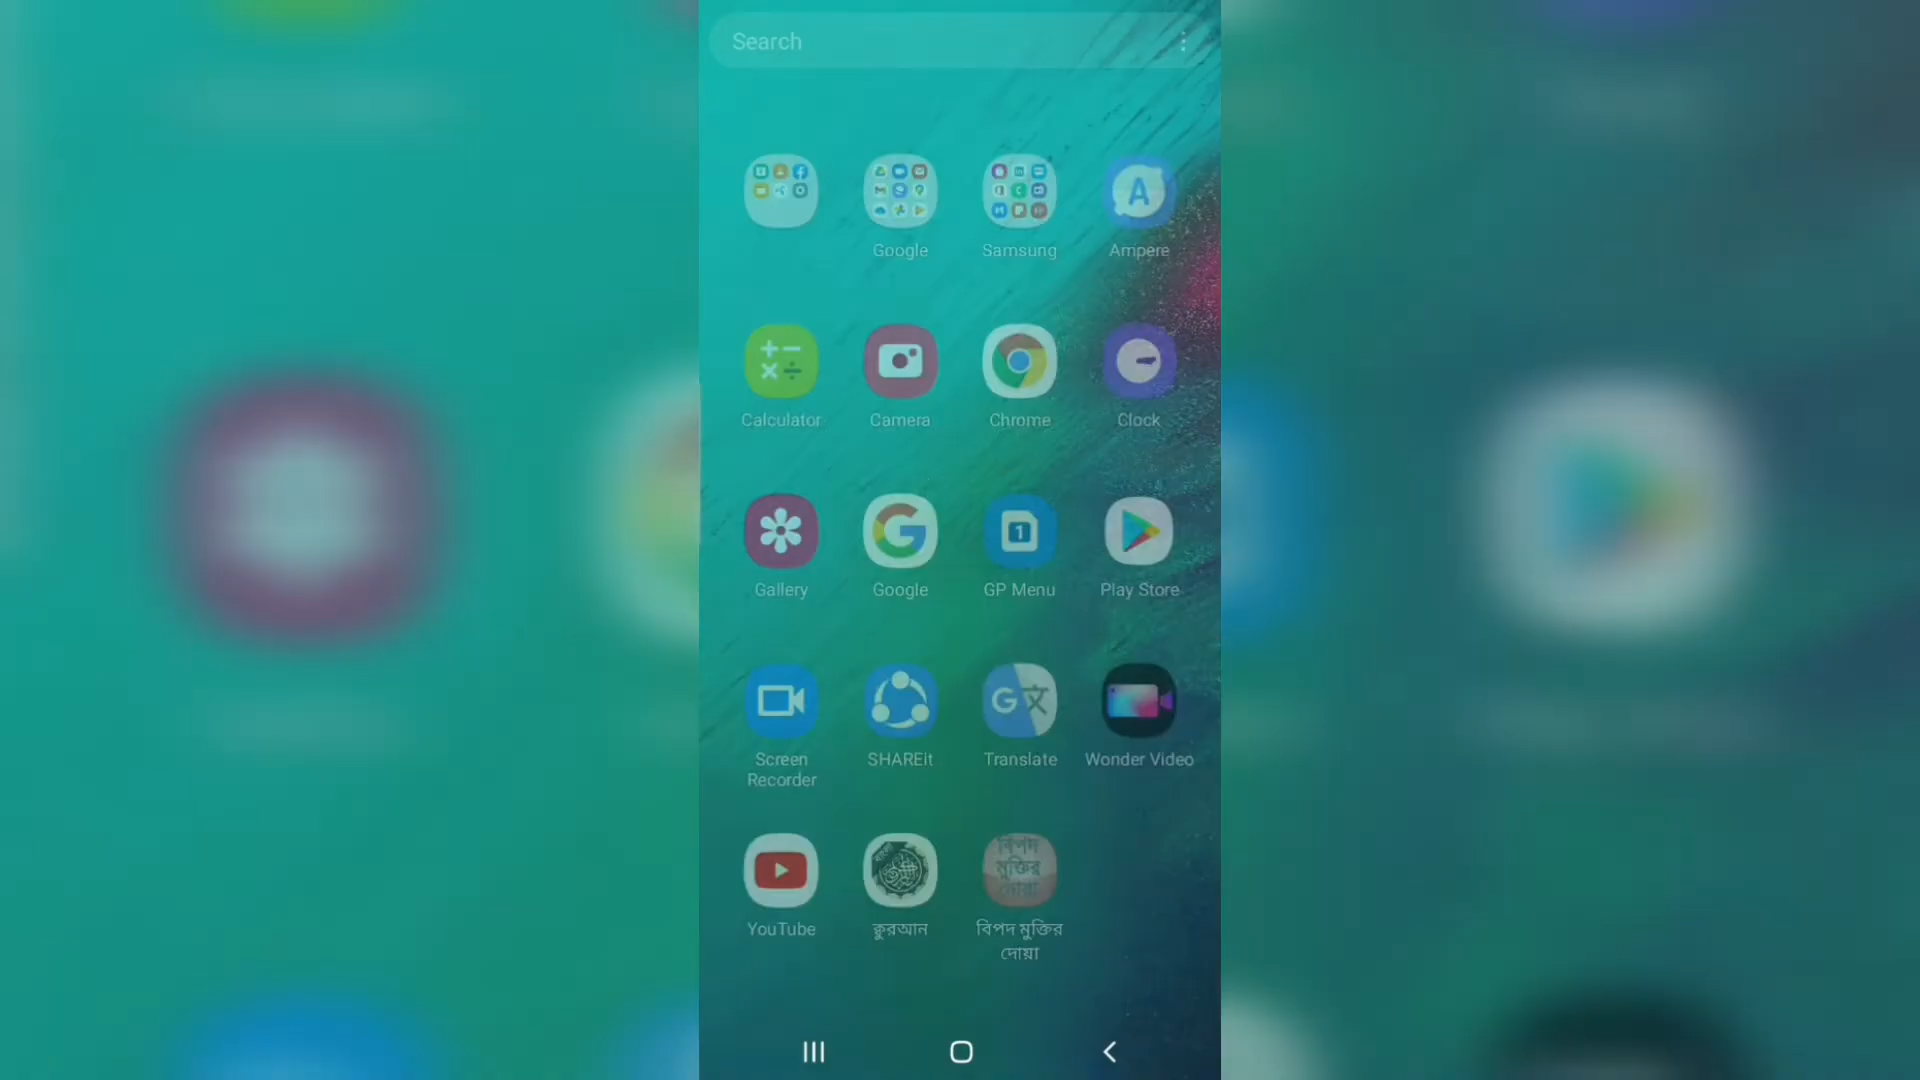 Search
Google
Samsung
Ampere
Calculator
Camera
Chrome
Clock
Gallery
Google
GP Menu
Play Store
Screen
Recorder
SHAREit
Translate
Wonder Video
বিপদ
মুক্তির
দোয়া
YouTube
কুরআন
বিপদ মুক্তির
দোয়া